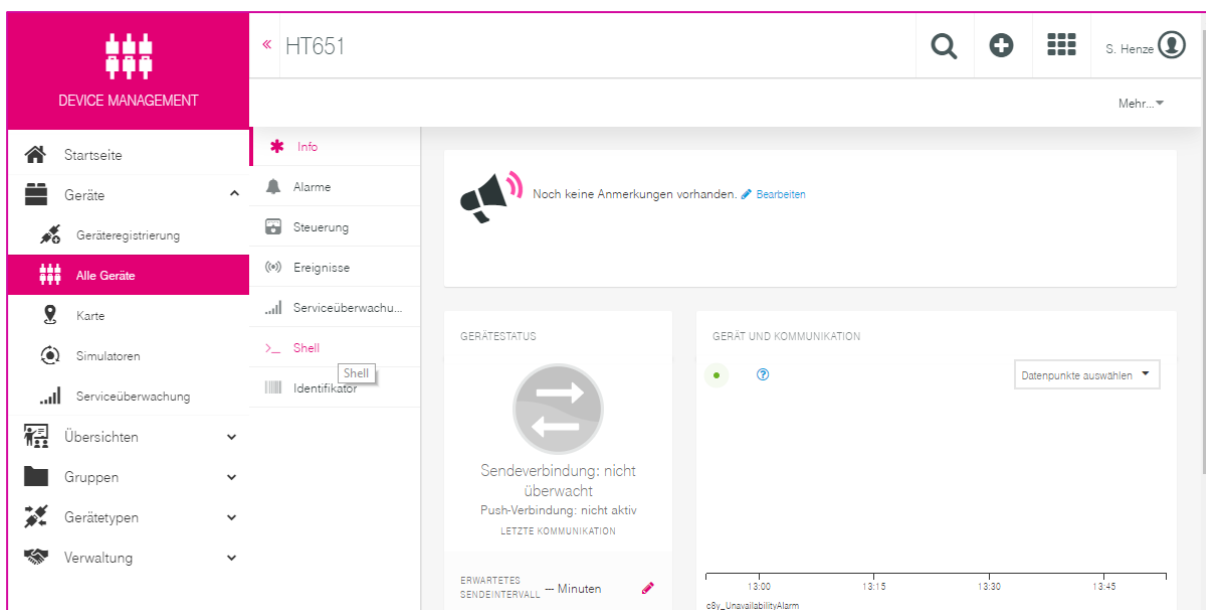 DEVICE MANAGEMENT
Startseite
Geräte
Geräteregistrierung
Alle Geräte
Karte
Simulatoren
Serviceüberwachung
Übersichten
Gruppen
Gerätetypen
Verwaltung
« HT651
S. Henze
Mehr...
Info
Alarme
Steuerung
Ereignisse
Serviceüberwachu...
>_ Shell
Shell
Identifikator
Noch keine Anmerkungen vorhanden. Bearbeiten
GERÄTESTATUS
Sendeverbindung: nicht
überwacht
Push-Verbindung: nicht aktiv
LETZTE KOMMUNIKATION
ERWARTETES
SENDEINTERVALL — Minuten
GERÄT UND KOMMUNIKATION
Datenpunkte auswählen
13:00 13:15 13:30 13:45
c8y_UnavailabilityAlarm